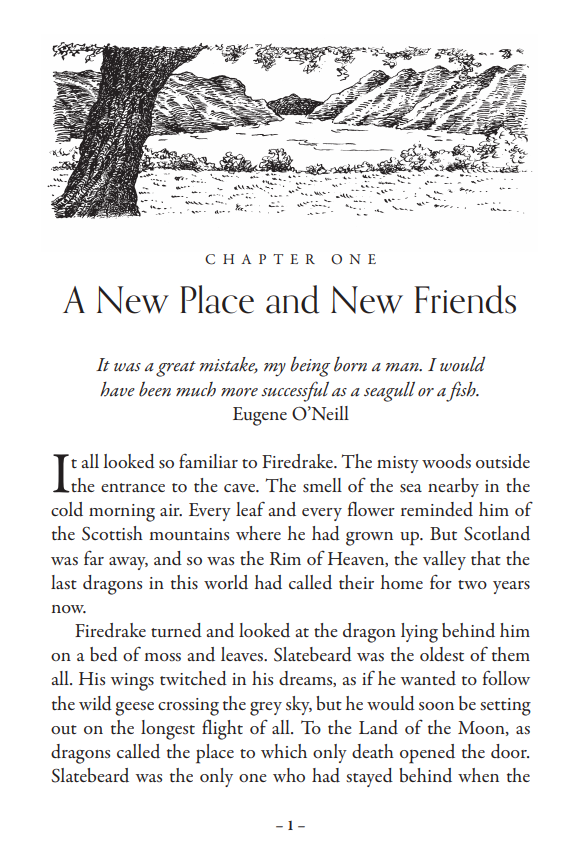 CHAPTER ONE
A New Place and New Friends
It was a great mistake, my being born a man. I would
have been much more successful as a seagull or a fish.
Eugene O’Neill
It all looked so familiar to Firedrake. The misty woods outside
the entrance to the cave. The smell of the sea nearby in the
cold morning air. Every leaf and every flower reminded him of
the Scottish mountains where he had grown up. But Scotland
was far away, and so was the Rim of Heaven, the valley that the
last dragons in this world had called their home for two years
now.
Firedrake turned and looked at the dragon lying behind him
on a bed of moss and leaves. Slatebeard was the oldest of them
all. His wings twitched in his dreams, as if he wanted to follow
the wild geese crossing the grey sky, but he would soon be setting
out on the longest flight of all. To the Land of the Moon, as
dragons called the place to which only death opened the door.
Slatebeard was the only one who had stayed behind when the
– 1 –